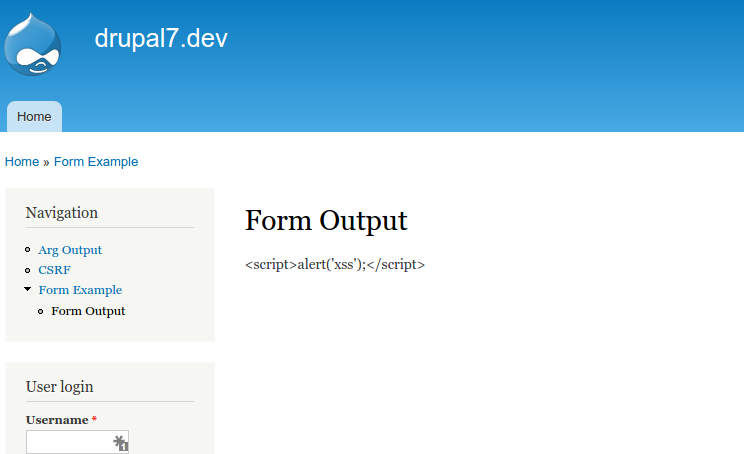 drupal7.dev
Home
Home » Form Example
Navigation
Arg Output
CSRF
Form Example
Form Output
Form Output
<script>alert('xss');</script>
User login
Username *
1